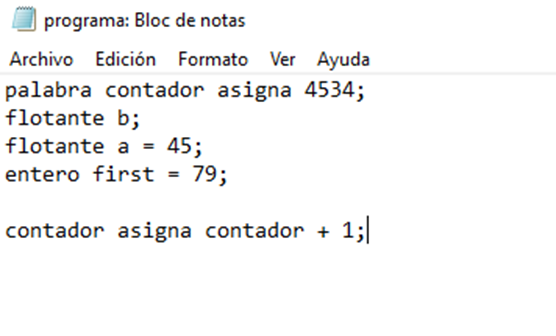 programa: Bloc de notas
Archivo Edición Formato Ver Ayuda
palabra contador asigna 4534;
flotante b;
flotante a = 45;
entero first = 79;
contador asigna contador + 1;